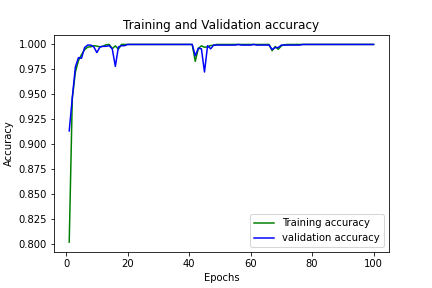 Training and Validation accuracy
1.000
0.975
0.950
0.925
0.900
0.875
0.850
0.825
0.800
Accuracy
Training accuracy
validation accuracy
0 20 40 60 80 100
Epochs